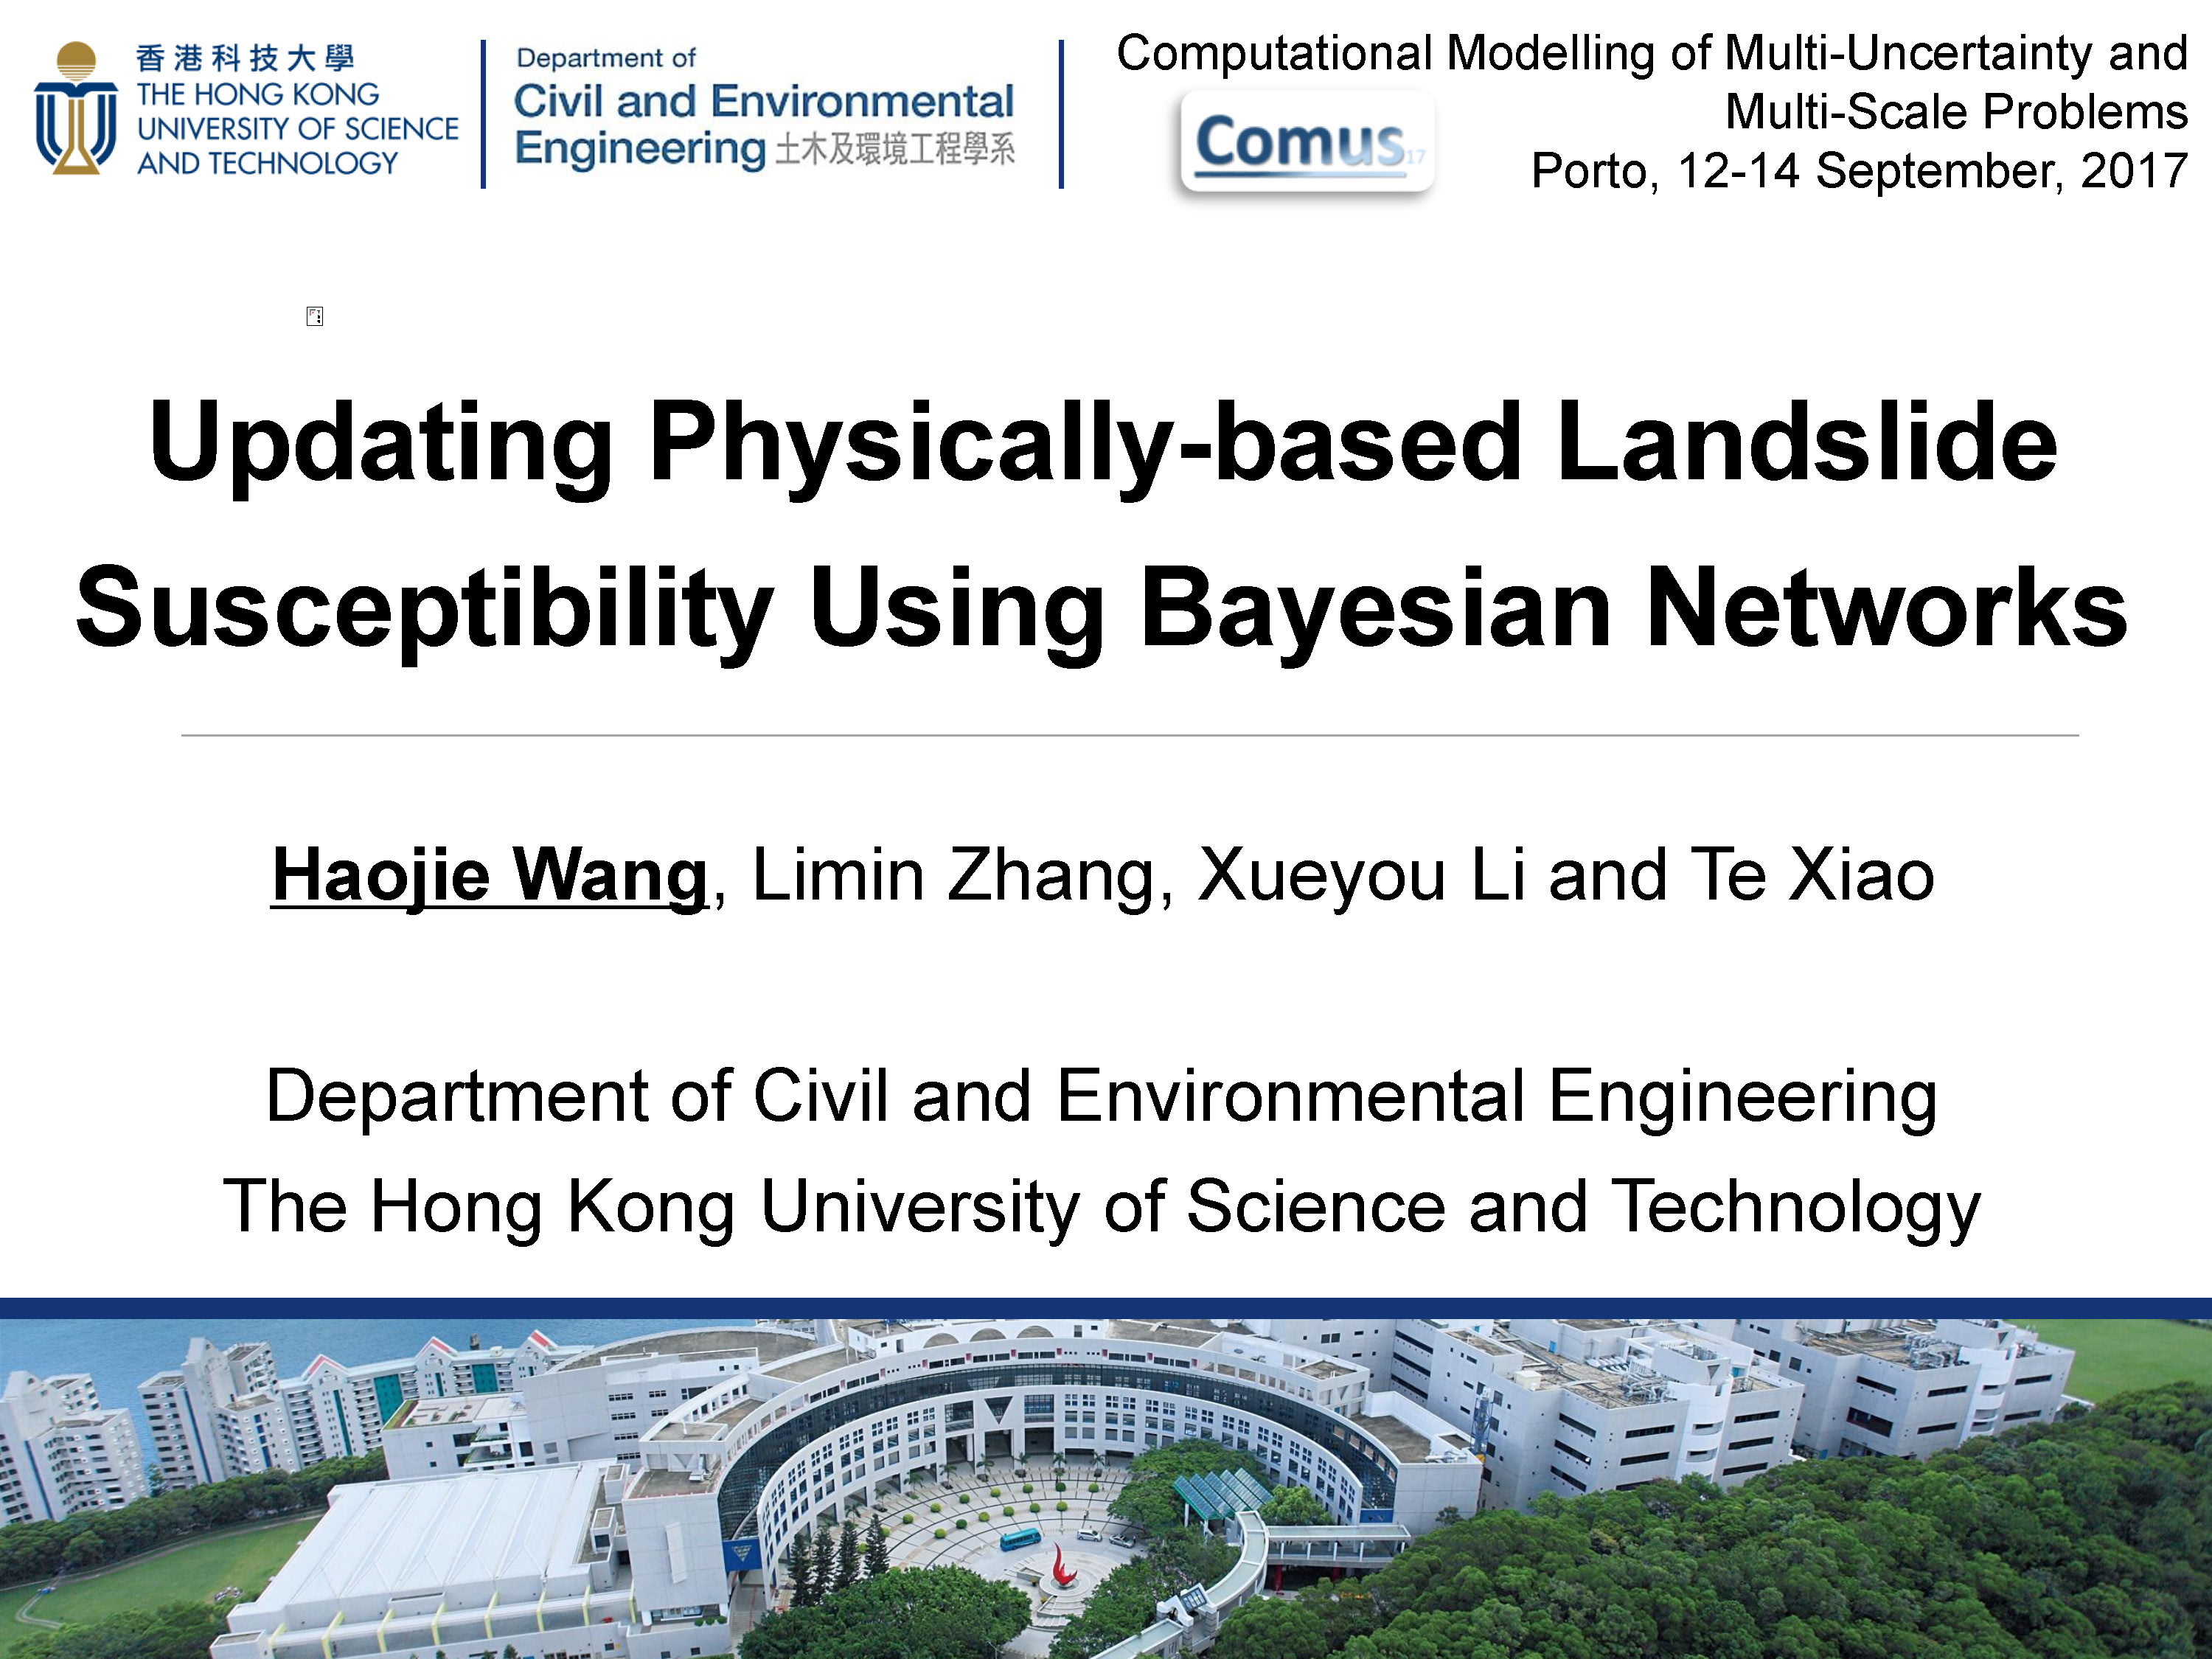 香港科技大學
THE HONG KONG
UNIVERSITY OF SCIENCE
AND TECHNOLOGY
Department of
Civil and Environmental
Engineering 土木及環境工程學系
Computational Modelling of Multi-Uncertainty and
Multi-Scale Problems
Porto, 12-14 September, 2017
Comus 17
Updating Physically-based Landslide
Susceptibility Using Bayesian Networks
Haojie Wang, Limin Zhang, Xueyou Li and Te Xiao
Department of Civil and Environmental Engineering
The Hong Kong University of Science and Technology